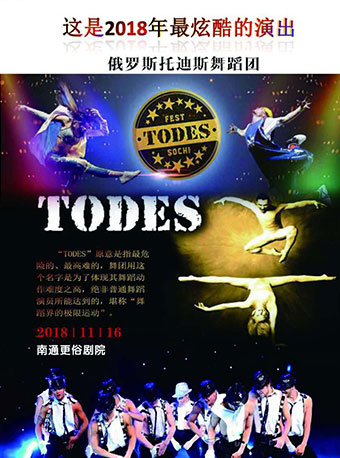 这是2018年最炫酷的演出
俄罗斯托迪斯舞蹈团
FEST
TODES
SOCHI
TODES
“TODES”原意是指最危
险的、最高难的，舞团用这
个名字是为了体现其舞蹈动
作难度之高，绝非普通舞蹈
演员所能达到的，堪称“舞
蹈界的极限运动”。
2018|11|16
南通更俗剧院